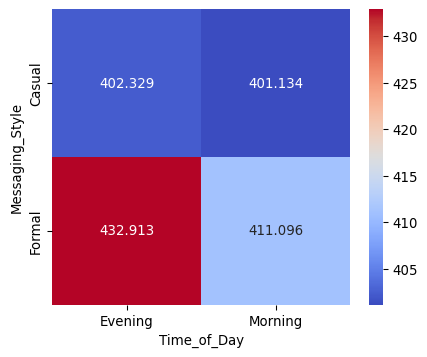 Messaging_Style
Casual
Formal
402.329
401.134
432.913
411.096
Evening
Morning
Time_of_Day
430
425
420
415
410
405